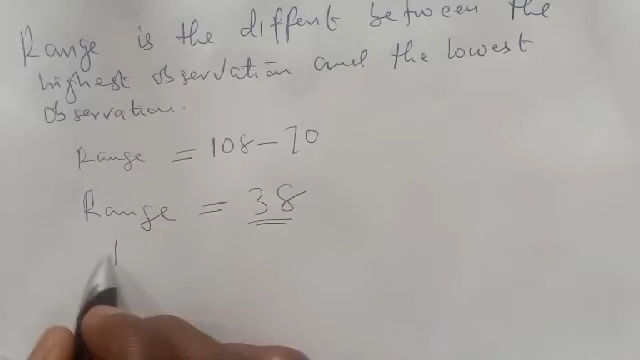 Range is the diffent between the
highest observation and the lowest
observation.
Range = 108 - 70
Range = 38